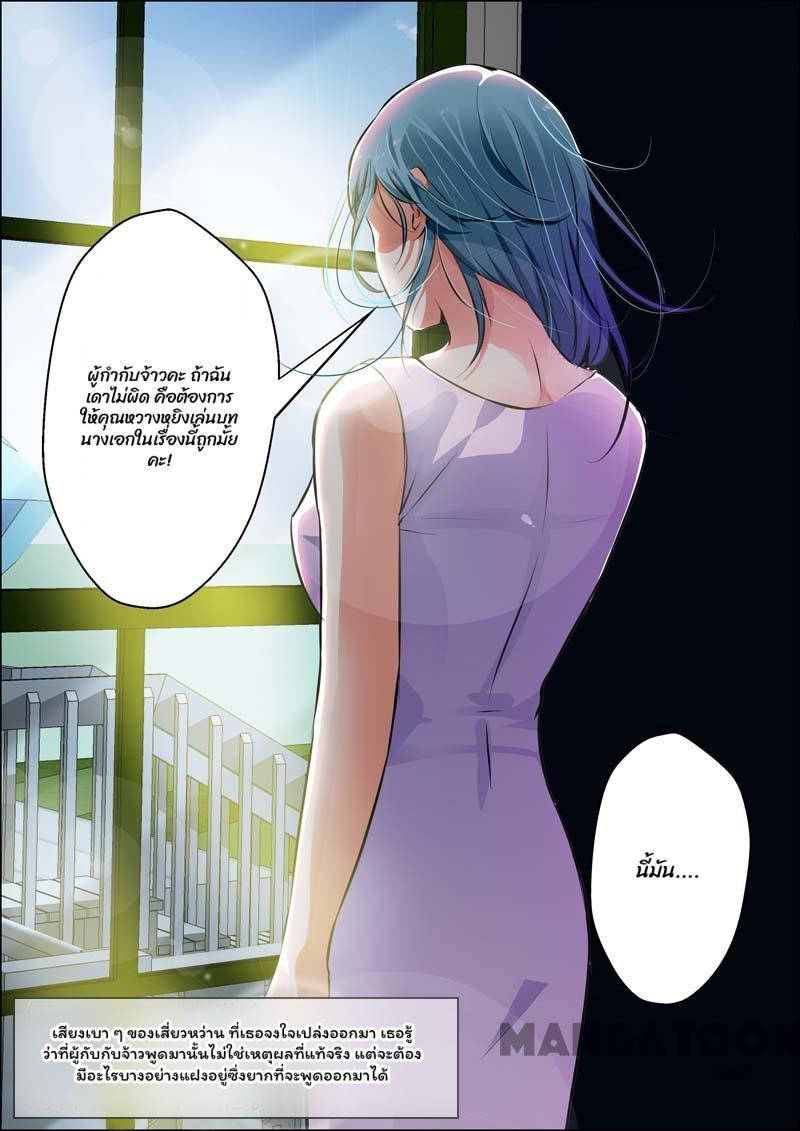 ผู้กำกับจ้าวคะ ถ้าฉัน
เดาไม่ผิด คือต้องการ
ให้คุณหวางหยิงเล่นบท
นางเอกในเรื่องนี้ถูกมั้ย
คะ!
นี้มัน....
เสียงเบา ๆ ของเสี่ยวหว่าน ที่เธอจงใจเปล่งออกมา เธอรู้
ว่าที่ผู้กับกับจ้าวพูดมานั้นไม่ใช่เหตุผลที่แท้จริง แต่จะต้อง
มีอะไรบางอย่างแฝงอยู่ซึ่งยากที่จะพูดออกมาได้
MANGATOON